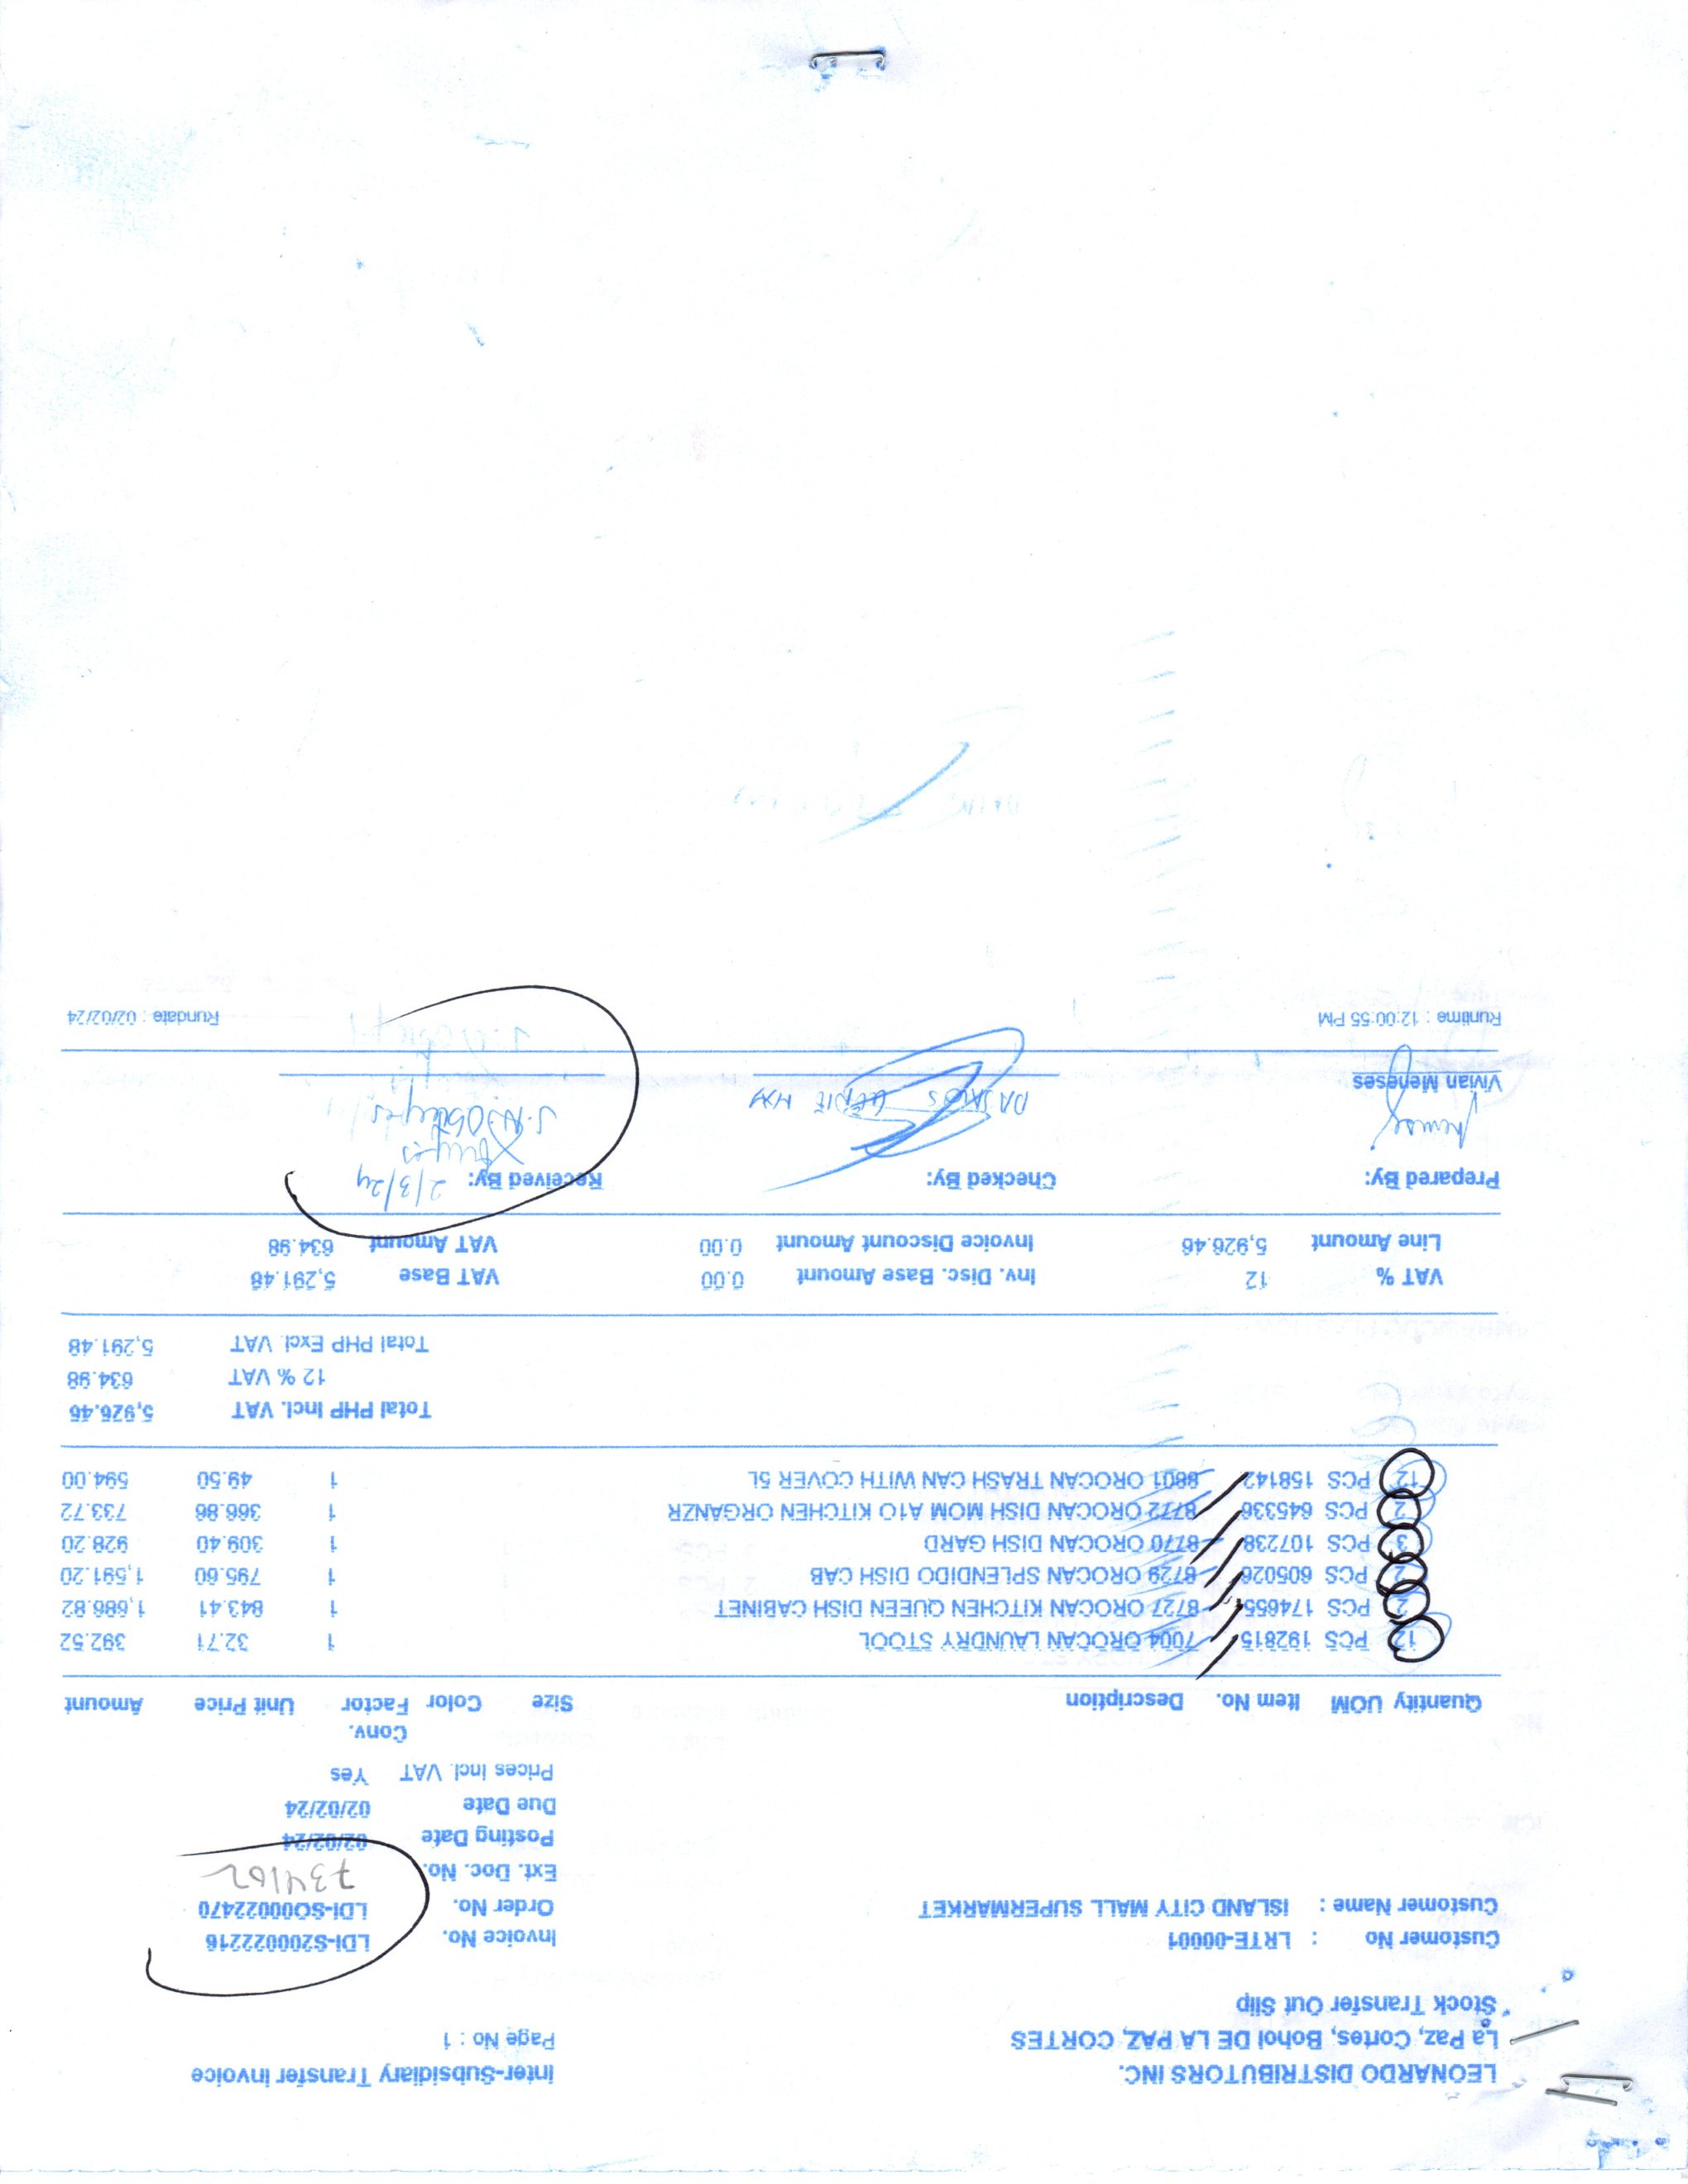 LEONARDO DISTRIBUTORS INC. Inter-Subsidiary Transfer Invoice
La Paz, Cortes, Bohol DE LA PAZ, CORTES Page No : 1
Stock Transfer Out Slip
Customer No : LRTE-00001 Invoice No. LDI-S200022216
Customer Name : ISLAND CITY MALL SUPERMARKET Order No. LDI-SO00022470
Ext. Doc. No. 734162
Posting Date 02/02/24
Due Date 02/02/24
Prices Incl. VAT Yes
Conv.
Quantity UOM Item No. Description Size Color Factor Unit Price Amount
12 PCS 192815 7004 OROCAN LAUNDRY STOOL 1 32.71 392.52
2 PCS 174655 8727 OROCAN KITCHEN QUEEN DISH CABINET 1 843.41 1,686.82
2 PCS 605026 8729 OROCAN SPLENDIDO DISH CAB 1 795.60 1,591.20
3 PCS 107238 8770 OROCAN DISH GARD 1 309.40 928.20
2 PCS 645336 8772 OROCAN DISH MOM A1O KITCHEN ORGANZR 1 366.86 733.72
12 PCS 158142 8801 OROCAN TRASH CAN WITH COVER 5L 1 49.50 594.00
Total PHP Incl. VAT 5,926.46
12 % VAT 634.98
Total PHP Excl. VAT 5,291.48
VAT % 12 Inv. Disc. Base Amount 0.00 VAT Base 5,291.48
Line Amount 5,926.46 Invoice Discount Amount 0.00 VAT Amount 634.98
Prepared By: Checked By: Received By: 2/3/24
Vivian Meneses
Runtime : 12:00:55 PM Rundate : 02/02/24